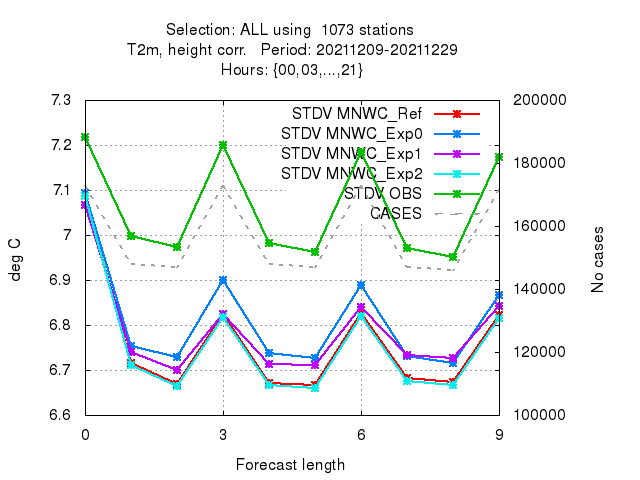 Selection: ALL using  1073 stations
T2m, height corr.   Period: 20211209-20211229
Hours: {00,03,...,21}
7.3
7.2
7.1
7
6.9
6.8
6.7
6.6
deg C
STDV MNWC_Ref
STDV MNWC_Exp0
STDV MNWC_Exp1
STDV MNWC_Exp2
STDV OBS
CASES
200000
180000
160000
140000
120000
100000
No cases
0 3 6 9
Forecast length